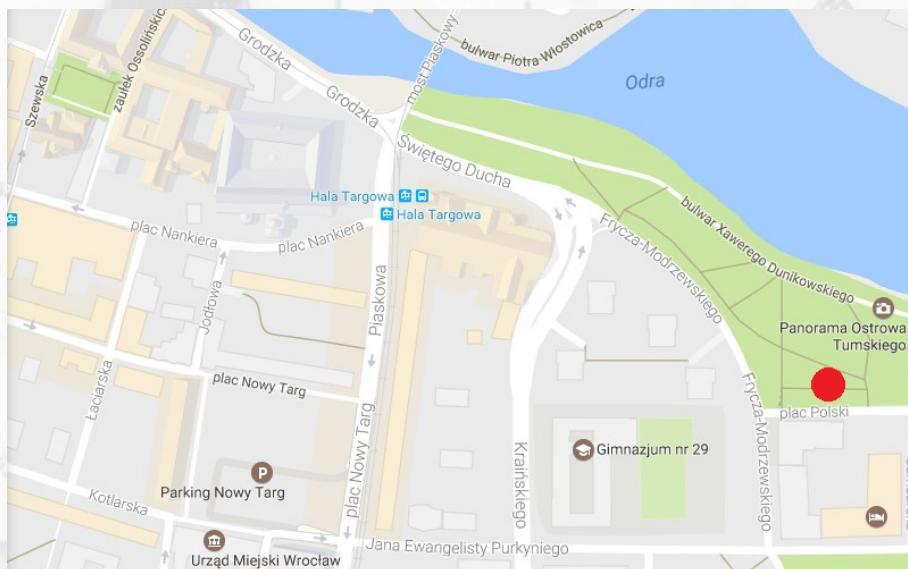 Szewska
zaułek Ossolińskic
Grodzka
Grodzka
most Piaskowy
bulwar Piotra Włostowica
Odra
Świętego Ducha
Hala Targowa
Hala Targowa
plac Nankiera
plac Nankiera
Frycza-Modrzewskiego
bulwar Xawerego Dunikowskiego
Panorama Ostrowa
Tumskiego
Jodłowa
Piaskowa
Łaciarska
plac Nowy Targ
plac Nowy Targ
plac Polski
Frycza-Modrzewskiego
Kraińskiego
Gimnazjum nr 29
P
Parking Nowy Targ
Kotlarska
Urząd Miejski Wrocław
Jana Ewangelisty Purkyniego